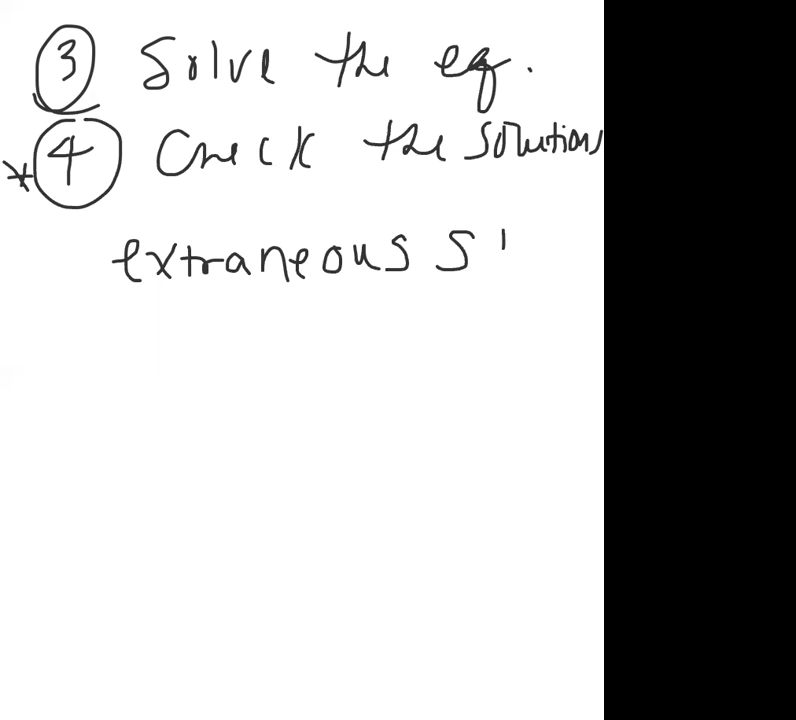 ③ Solve the eq.
* ④ Check the solutions
extraneous s